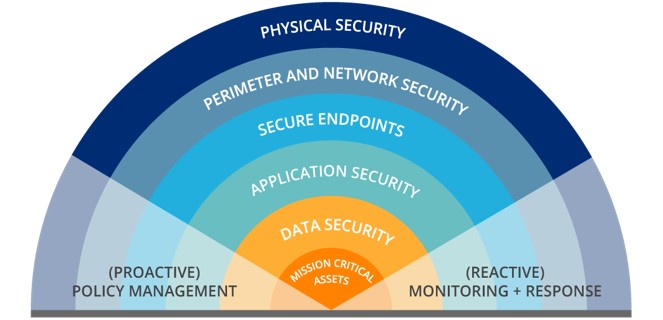 PHYSICAL SECURITY
PERIMETER AND NETWORK SECURITY
SECURE ENDPOINTS
APPLICATION SECURITY
DATA SECURITY
MISSION CRITICAL
ASSETS
(PROACTIVE)
POLICY MANAGEMENT
(REACTIVE)
MONITORING + RESPONSE